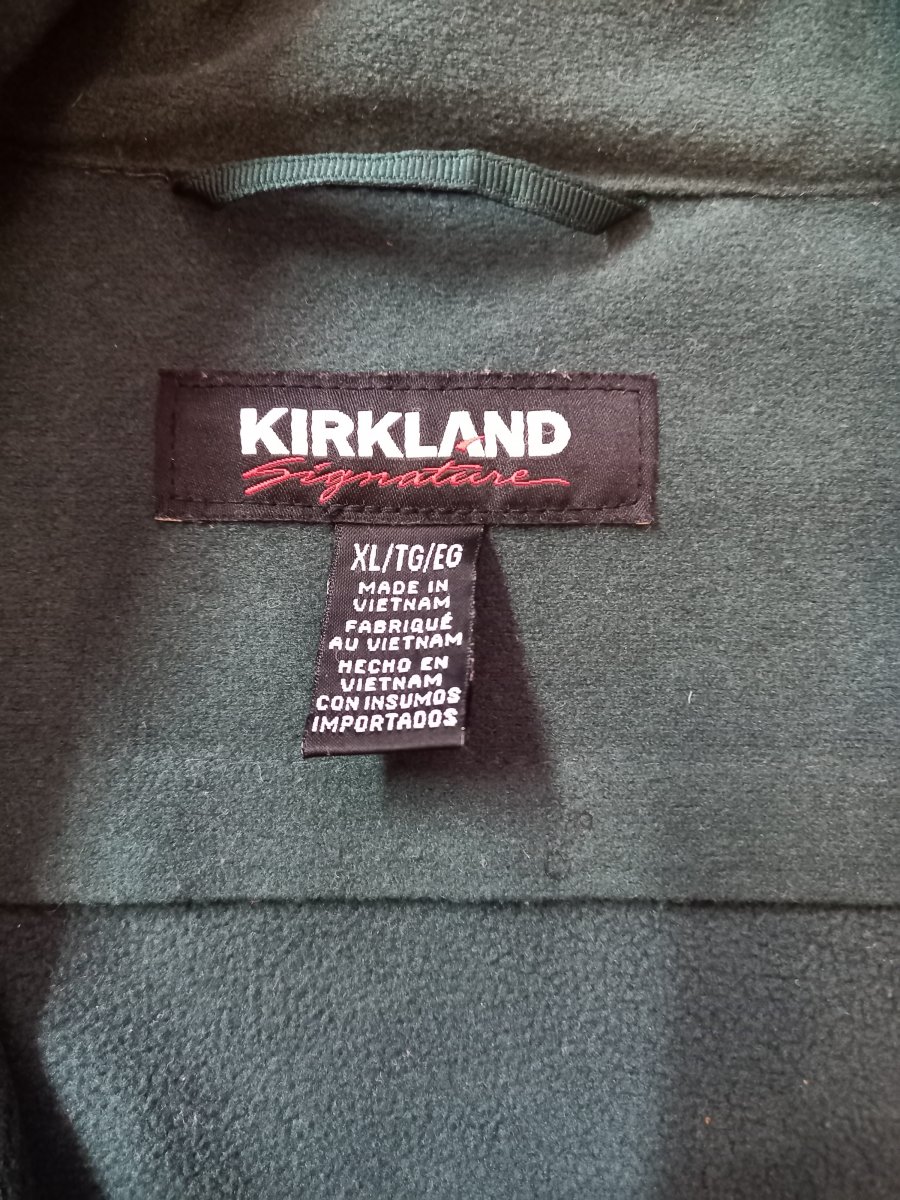 KIRKLAND
Signature
XL/TG/EG
MADE IN
VIETNAM
FABRIQUÉ
AU VIETNAM
HECHO EN
VIETNAM
CON INSUMOS
IMPORTADOS